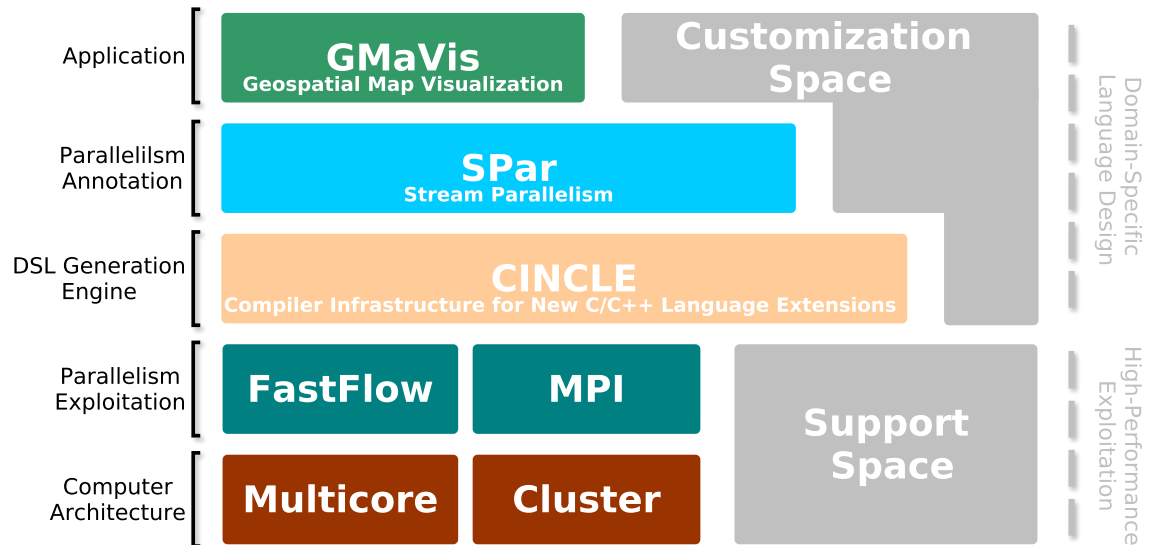 Application
GMaVis
Geospatial Map Visualization
Customization
Space
Parallelilsm
Annotation
SPar
Stream Parallelism
DSL Generation
Engine
CINCLE
Compiler Infrastructure for New C/C++ Language Extensions
Domain-Specific
Language Design
Parallelism
Exploitation
FastFlow
MPI
Support
Space
Computer
Architecture
Multicore
Cluster
High-Performance
Exploitation